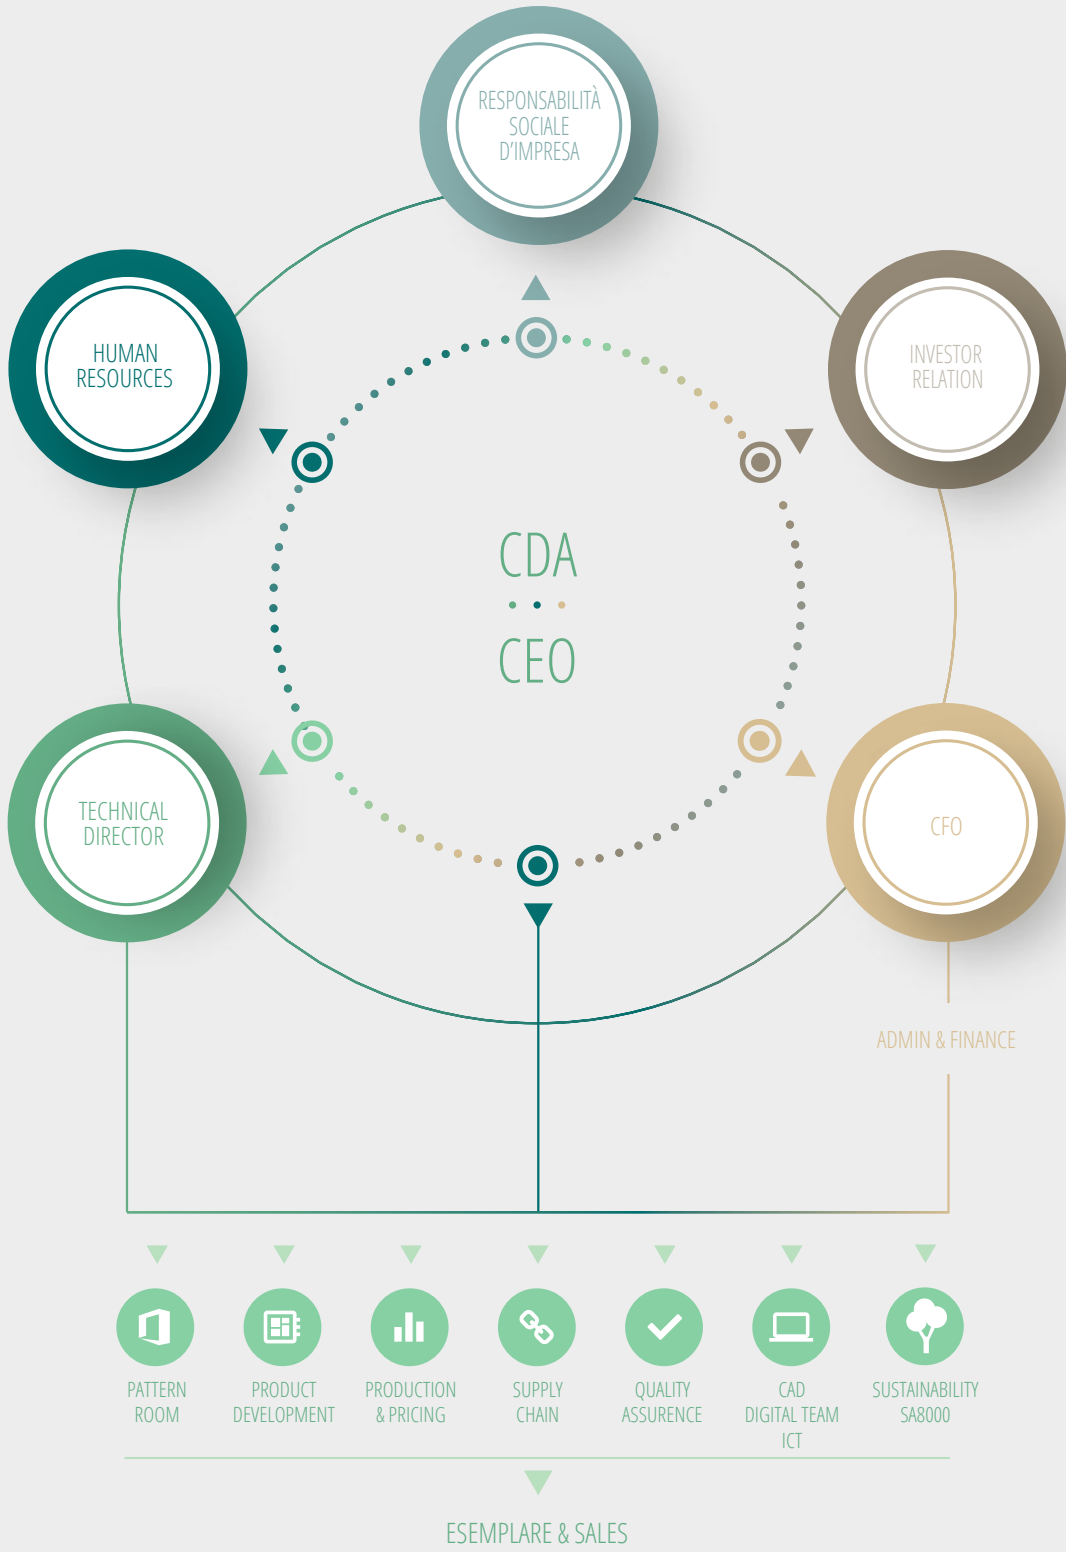 RESPONSABILITÀ
SOCIALE
D'IMPRESA
HUMAN
RESOURCES
INVESTOR
RELATION
CDA
CEO
TECHNICAL
DIRECTOR
CFO
ADMIN & FINANCE
PATTERN
ROOM
PRODUCT
DEVELOPMENT
PRODUCTION
& PRICING
SUPPLY
CHAIN
QUALITY
ASSURENCE
CAD
DIGITAL TEAM
ICT
SUSTAINABILITY
SA8000
ESEMPLARE & SALES